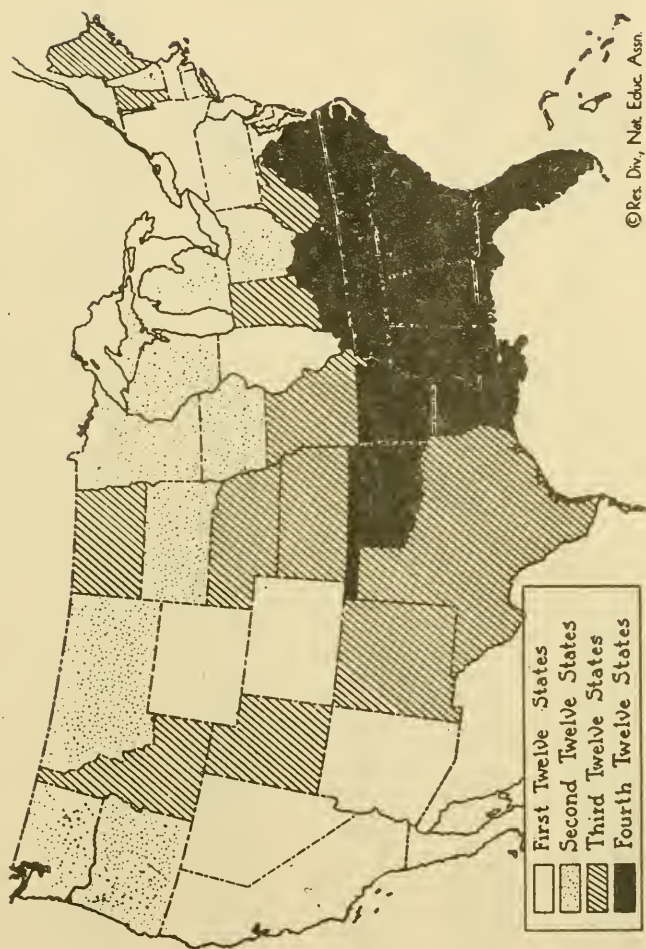 ©Res. Div., Nat. Educ. Assn.
First Twelve States
Second Twelve States
Third Twelve States
Fourth Twelve States